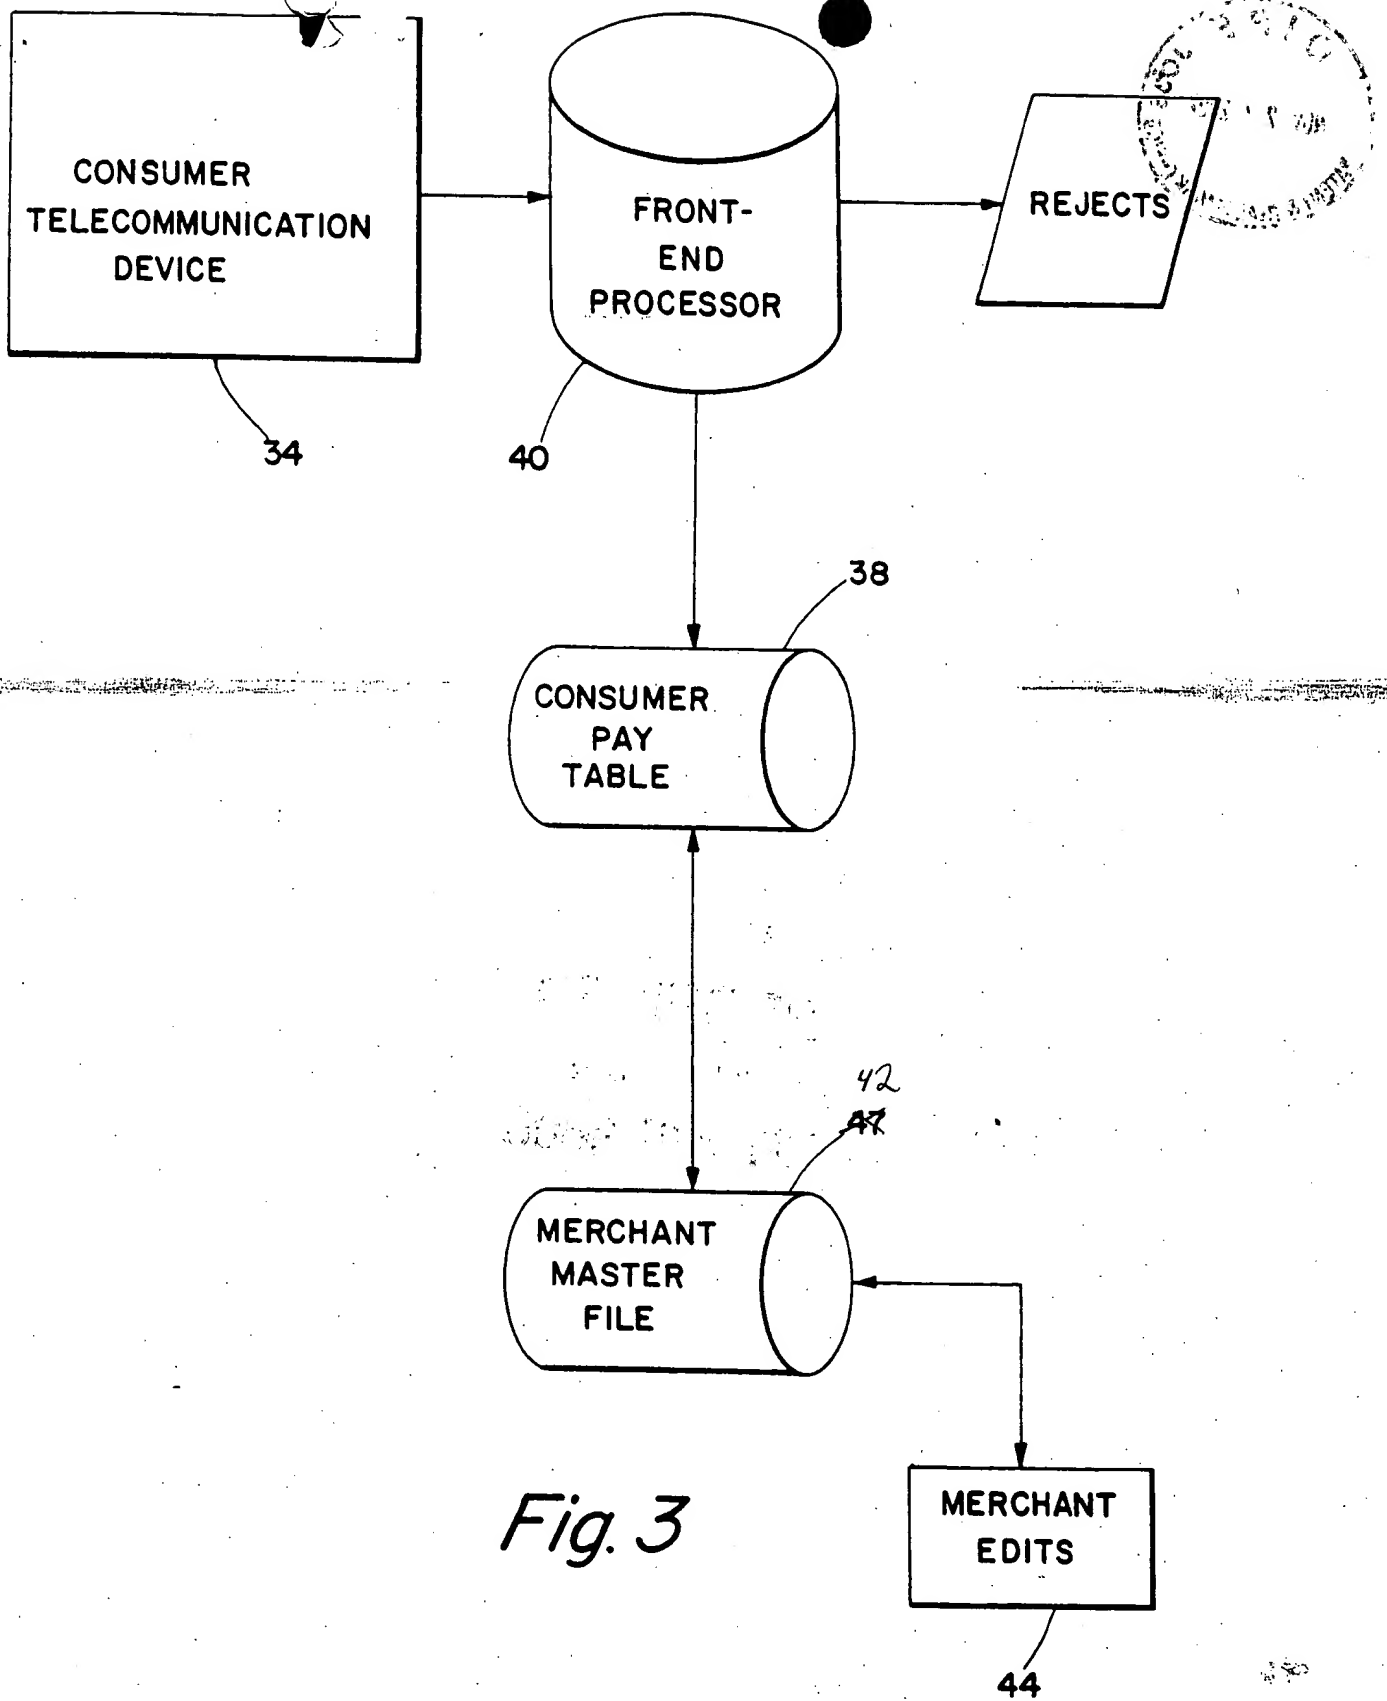 CONSUMER
TELECOMMUNICATION
DEVICE
34
FRONT-
END
PROCESSOR
40
REJECTS
38
CONSUMER
PAY
TABLE
42
47
MERCHANT
MASTER
FILE
MERCHANT
EDITS
44
Fig. 3